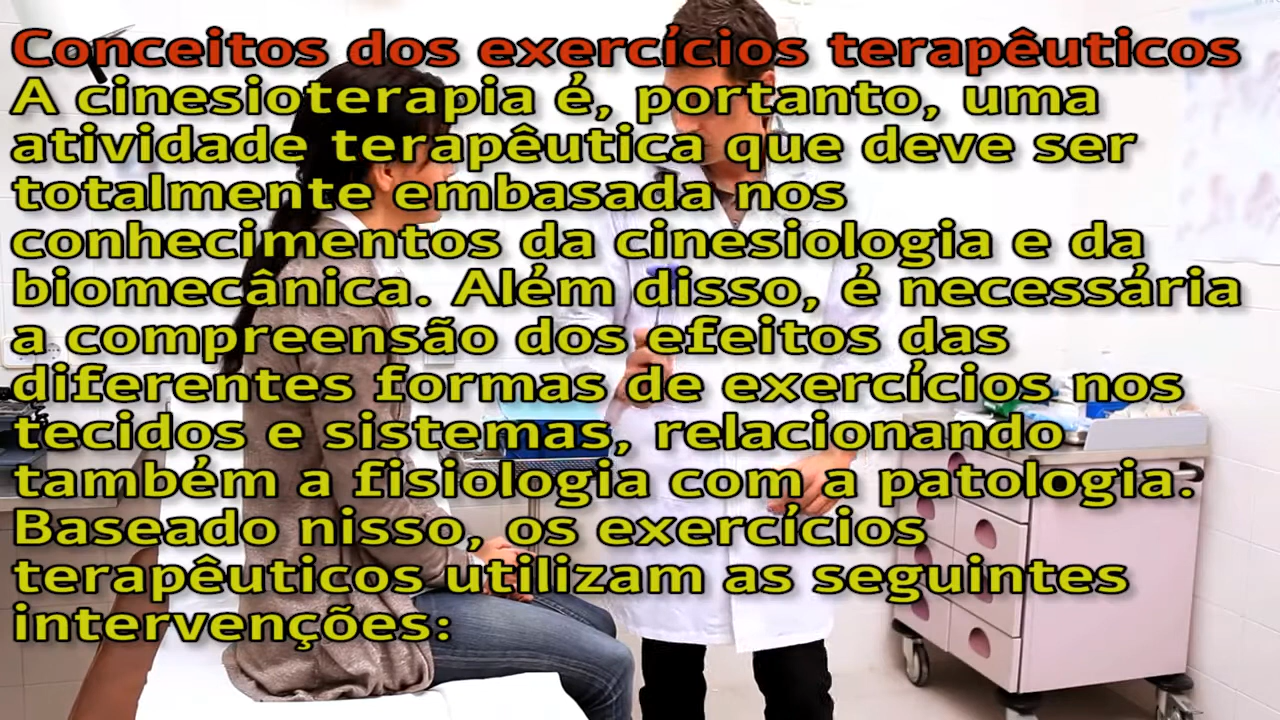 Conceitos dos exercícios terapêuticos
A cinesioterapia é, portanto, uma
atividade terapêutica que deve ser
totalmente embasada nos
conhecimentos da cinesiologia e da
biomecânica. Além disso, é necessária
a compreensão dos efeitos das
diferentes formas de exercícios nos
tecidos e sistemas, relacionando
também a fisiologia com a patologia.
Baseado nisso, os exercícios
terapêuticos utilizam as seguintes
intervenções: